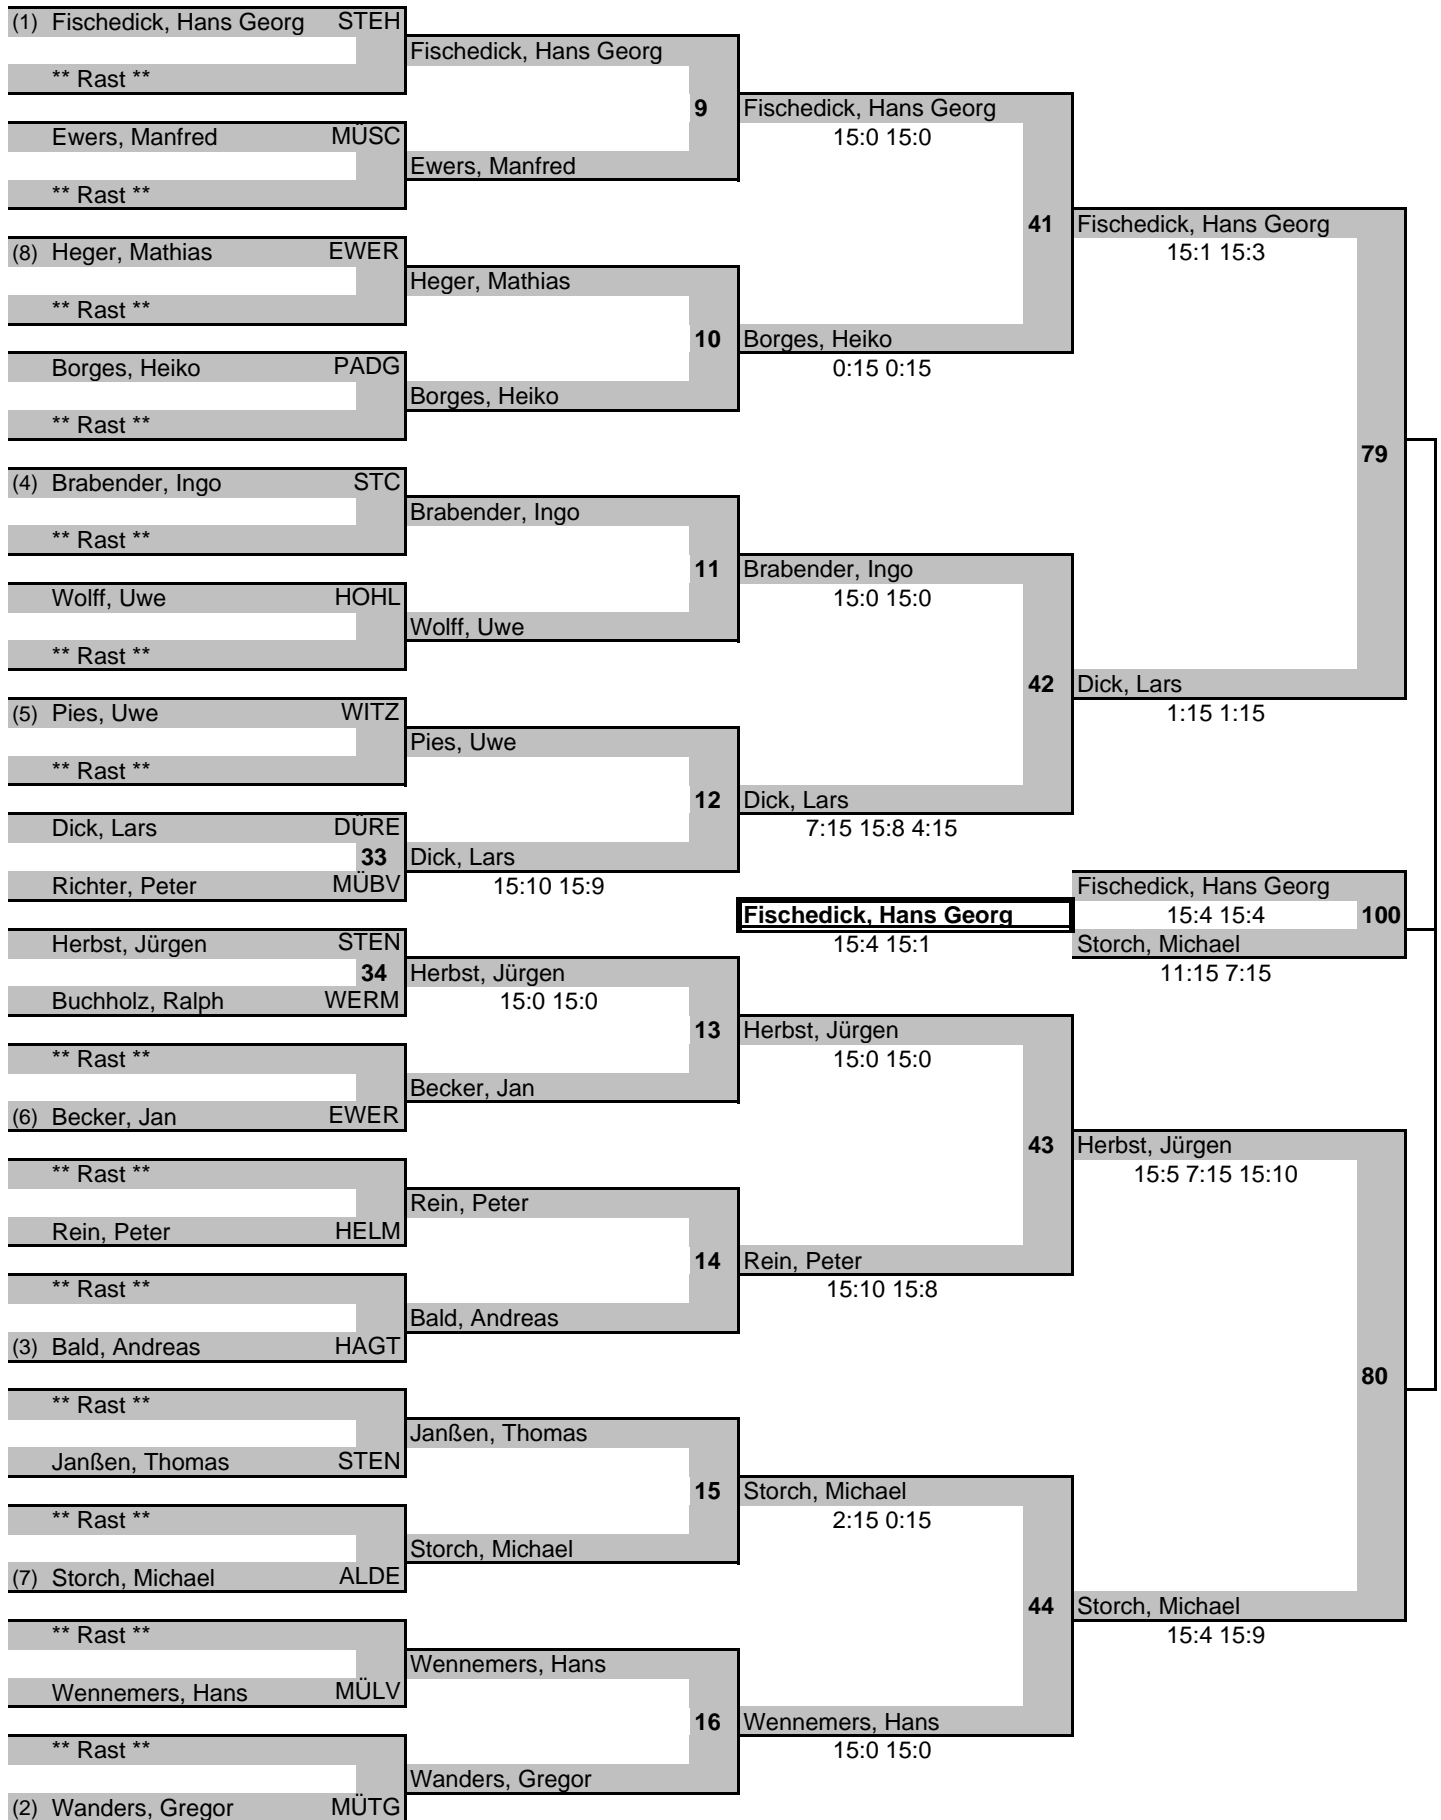 (1) Fischedick, Hans Georg STEH
** Rast **
Ewers, Manfred MÜSC
** Rast **
(8) Heger, Mathias EWER
** Rast **
Borges, Heiko PADG
** Rast **
(4) Brabender, Ingo STC
** Rast **
Wolff, Uwe HOHL
** Rast **
(5) Pies, Uwe WITZ
** Rast **
Dick, Lars DÜRE
33
Richter, Peter MÜBV
Herbst, Jürgen STEN
34
Buchholz, Ralph WERM
** Rast **
(6) Becker, Jan EWER
** Rast **
Rein, Peter HELM
** Rast **
(3) Bald, Andreas HAGT
** Rast **
Janßen, Thomas STEN
** Rast **
(7) Storch, Michael ALDE
** Rast **
Wennemers, Hans MÜLV
** Rast **
(2) Wanders, Gregor MÜTG
Fischedick, Hans Georg
9
Ewers, Manfred
Heger, Mathias
10
Borges, Heiko
Brabender, Ingo
11
Wolff, Uwe
Pies, Uwe
12
Dick, Lars
15:10 15:9
Herbst, Jürgen
15:0 15:0
13
Becker, Jan
Rein, Peter
14
Bald, Andreas
Janßen, Thomas
15
Storch, Michael
Wennemers, Hans
16
Wanders, Gregor
Fischedick, Hans Georg
15:0 15:0
41
Borges, Heiko
0:15 0:15
Brabender, Ingo
15:0 15:0
42
Dick, Lars
7:15 15:8 4:15
Fischedick, Hans Georg
15:4 15:1
Herbst, Jürgen
15:0 15:0
43
Rein, Peter
15:10 15:8
Storch, Michael
2:15 0:15
44
Wennemers, Hans
15:0 15:0
Fischedick, Hans Georg
15:1 15:3
79
Dick, Lars
1:15 1:15
Fischedick, Hans Georg
15:4 15:4 100
Storch, Michael
11:15 7:15
Herbst, Jürgen
15:5 7:15 15:10
80
Storch, Michael
15:4 15:9